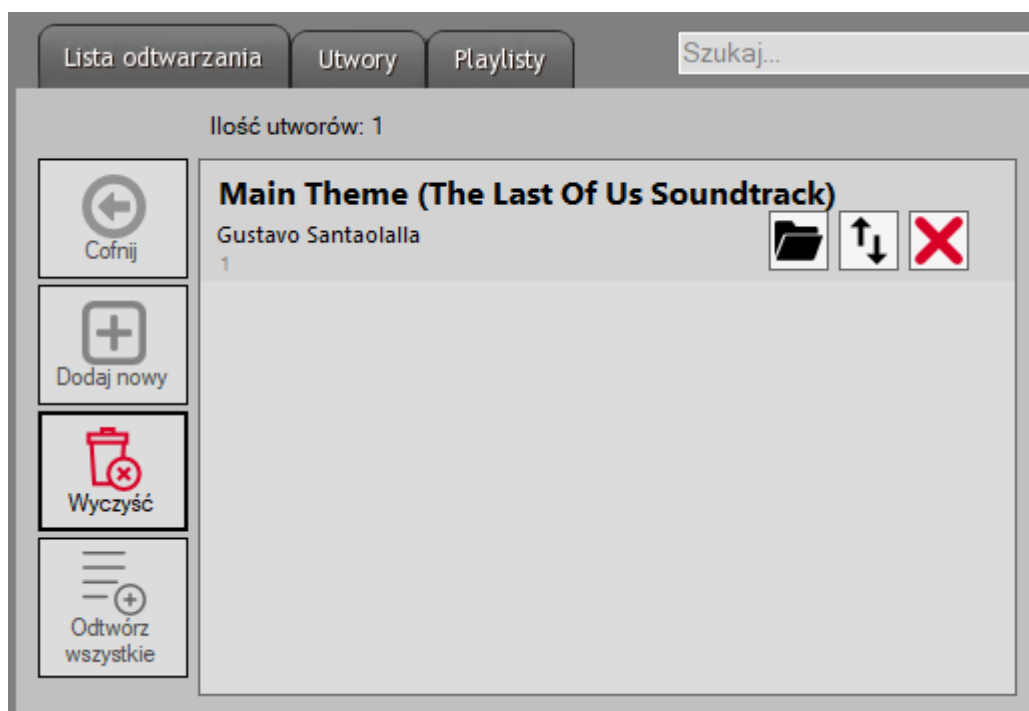 Lista odtwarzania
Utwory
Playlisty
Szukaj...
Ilość utworów: 1
Cofnij
Dodaj nowy
Wyczyść
Odtwórz
wszystkie
Main Theme (The Last Of Us Soundtrack)
Gustavo Santaolalla
1